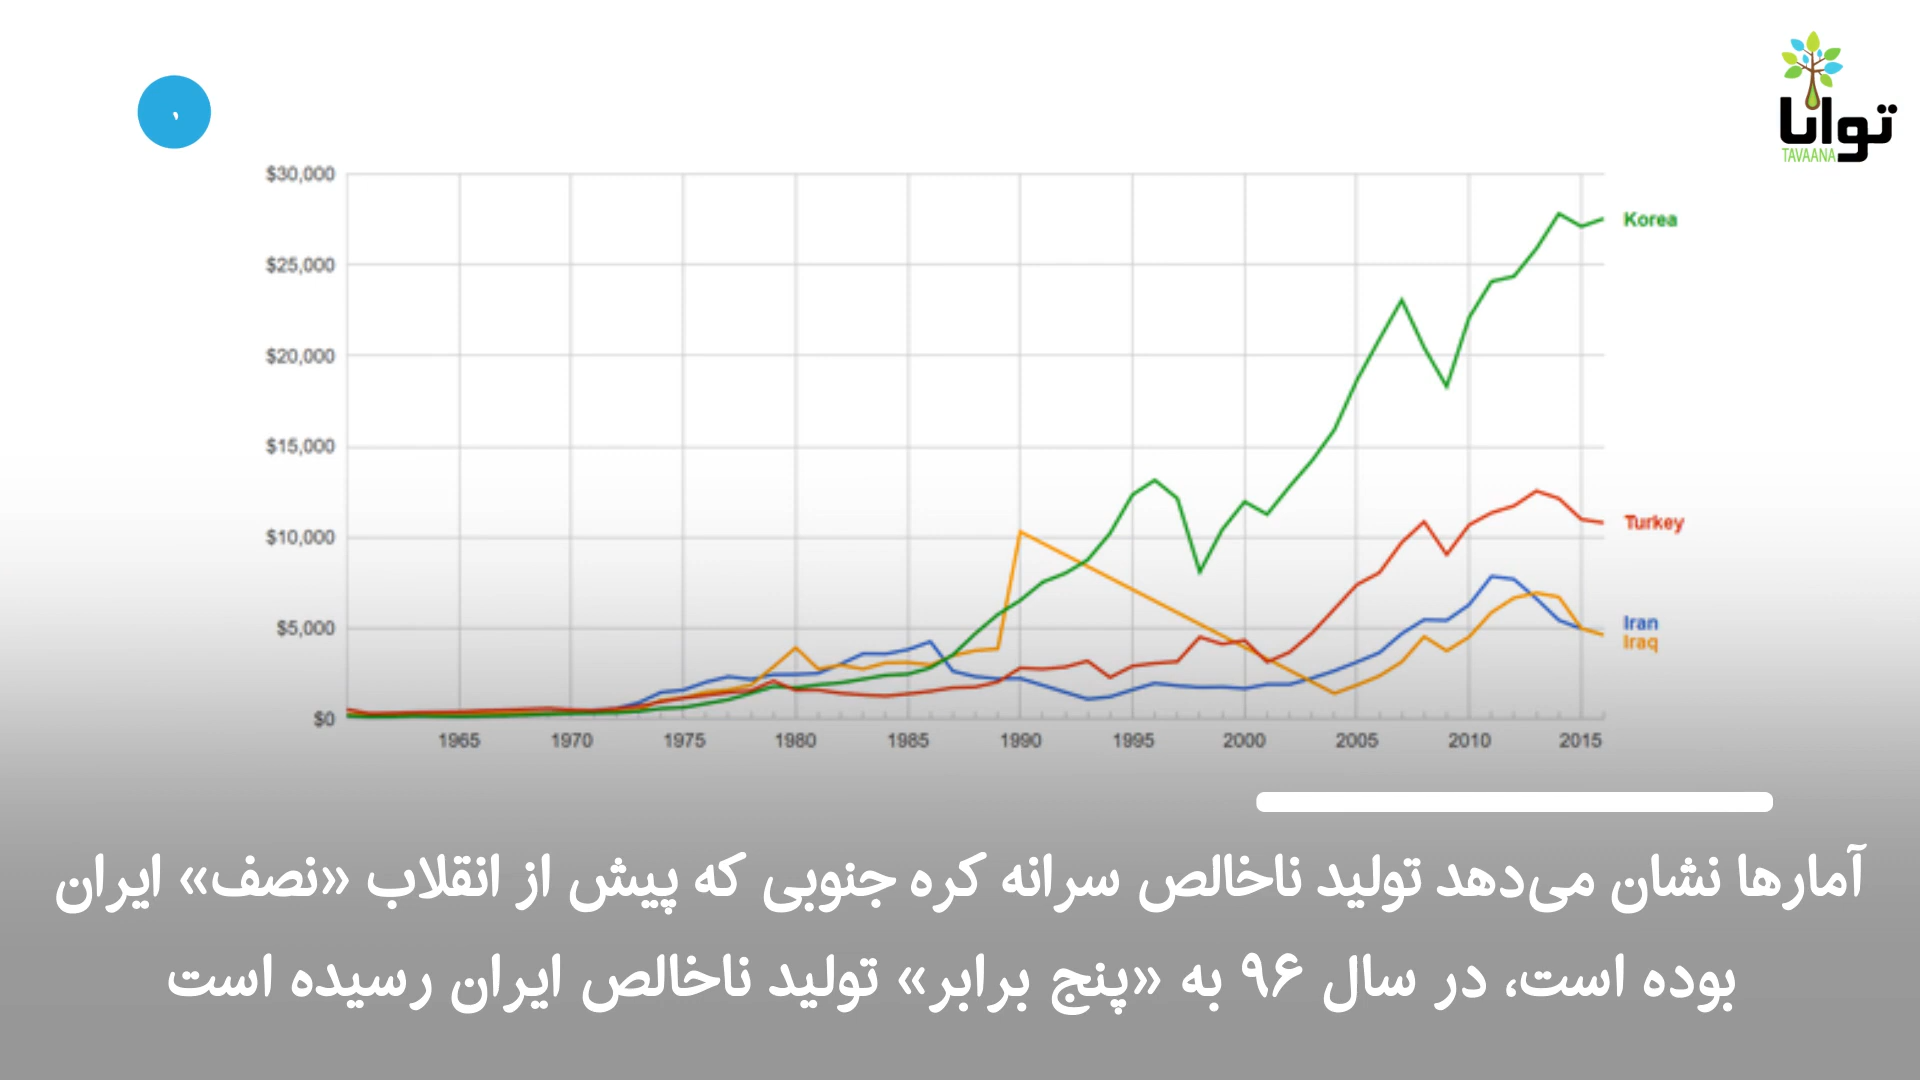 توانا
TAVAANA
$30,000
$25,000
$20,000
$15,000
$10,000
$5,000
$0
Korea
Turkey
Iran
Iraq
1965 1970 1975 1980 1985 1990 1995 2000 2005 2010 2015
آمارها نشان می‌دهد تولید ناخالص سرانه کره جنوبی که پیش از انقلاب «نصف» ایران
بوده است، در سال ۹۶ به «پنج برابر» تولید ناخالص ایران رسیده است